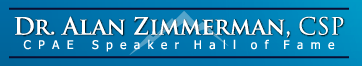 Dr. Alan Zimmerman, CSP
CPAE Speaker Hall of Fame